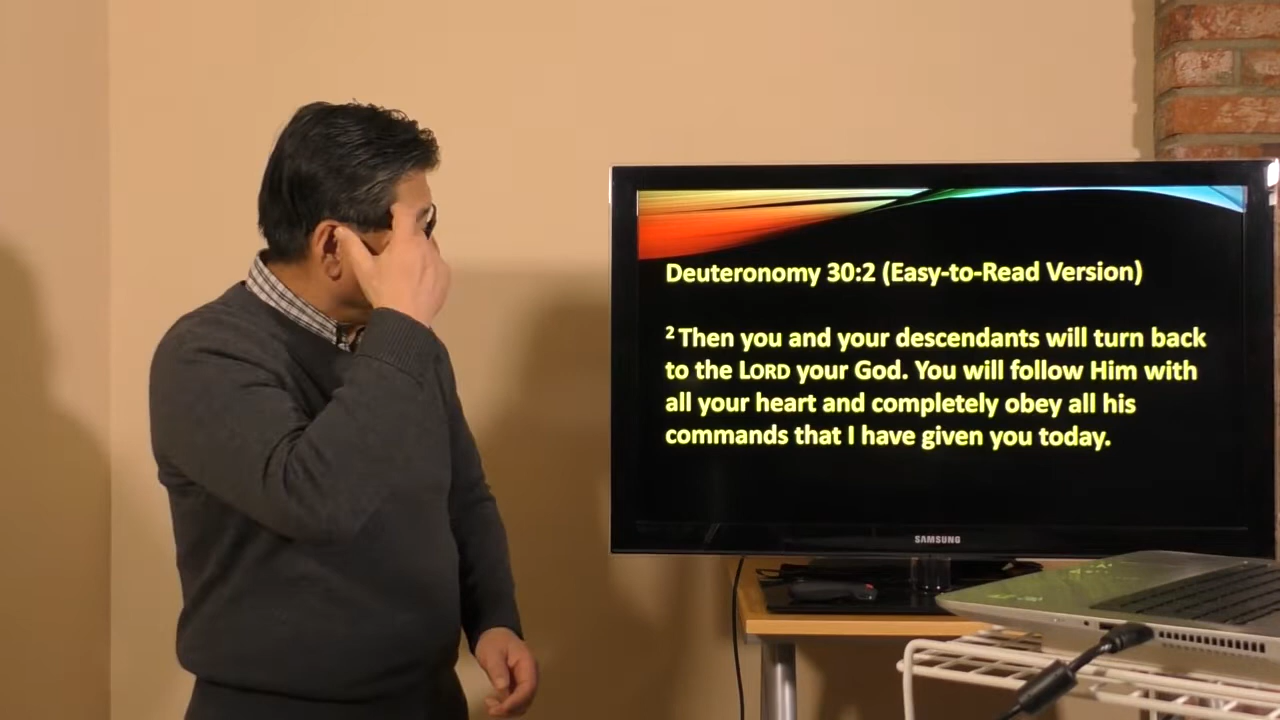 Deuteronomy 30:2 (Easy-to-Read Version)
2 Then you and your descendants will turn back
to the LORD your God. You will follow Him with
all your heart and completely obey all his
commands that I have given you today.
SAMSUNG